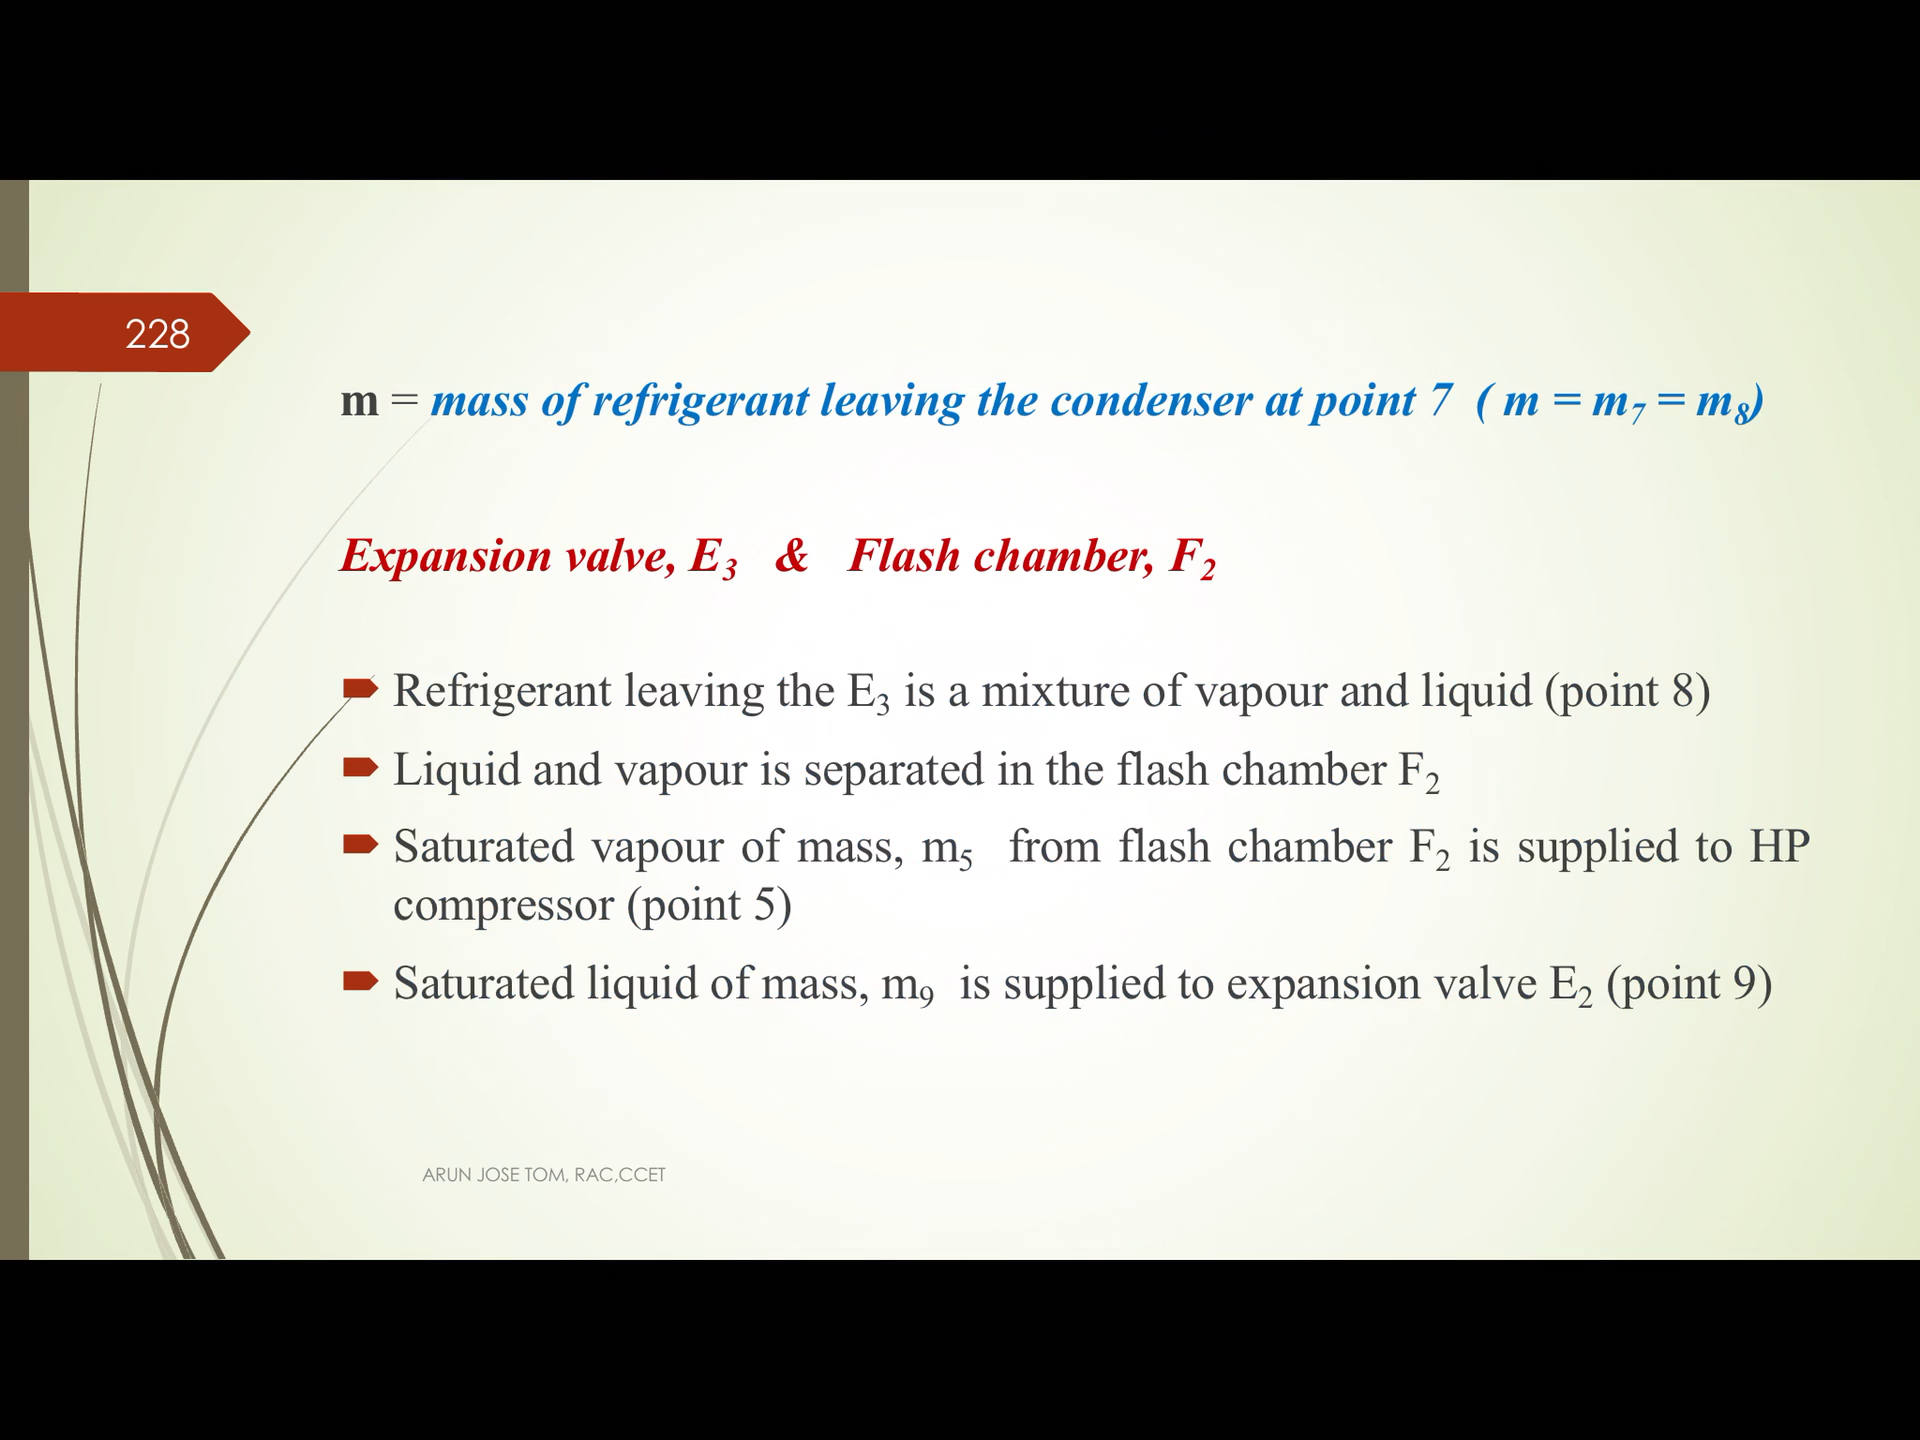 228
m = mass of refrigerant leaving the condenser at point 7 ( m = m₇ = m₈)
Expansion valve, E₃ & Flash chamber, F₂
Refrigerant leaving the E₃ is a mixture of vapour and liquid (point 8)
Liquid and vapour is separated in the flash chamber F₂
Saturated vapour of mass, m₅ from flash chamber F₂ is supplied to HP
compressor (point 5)
Saturated liquid of mass, m₉ is supplied to expansion valve E₂ (point 9)
ARUN JOSE TOM, RAC,CCET